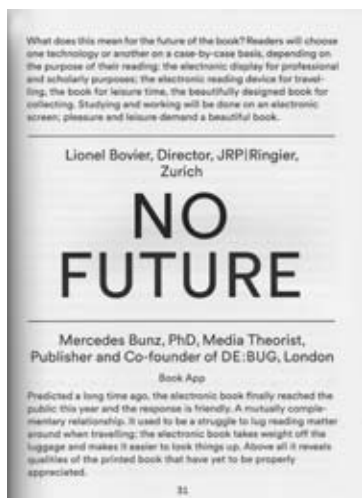 What does this mean for the future of the book? Readers will choose
one technology or another on a case-by-case basis, depending on
the purpose of their reading: the electronic display for professional
and scholarly purposes; the electronic reading device for travel-
ling, the book for leisure time, the beautifully designed book for
collecting. Studying and working will be done on an electronic
screen; pleasure and leisure demand a beautiful book.
Lionel Bovier, Director, JRP|Ringier,
Zurich
NO
FUTURE
Mercedes Bunz, PhD, Media Theorist,
Publisher and Co-founder of DE:BUG, London
Book App
Predicted a long time ago, the electronic book finally reached the
public this year and the response is friendly. A mutually comple-
mentary relationship. It used to be a struggle to lug reading matter
around when travelling; the electronic book takes weight off the
luggage and makes it easier to look things up. Above all it reveals
qualities of the printed book that have yet to be properly
appreciated.
31